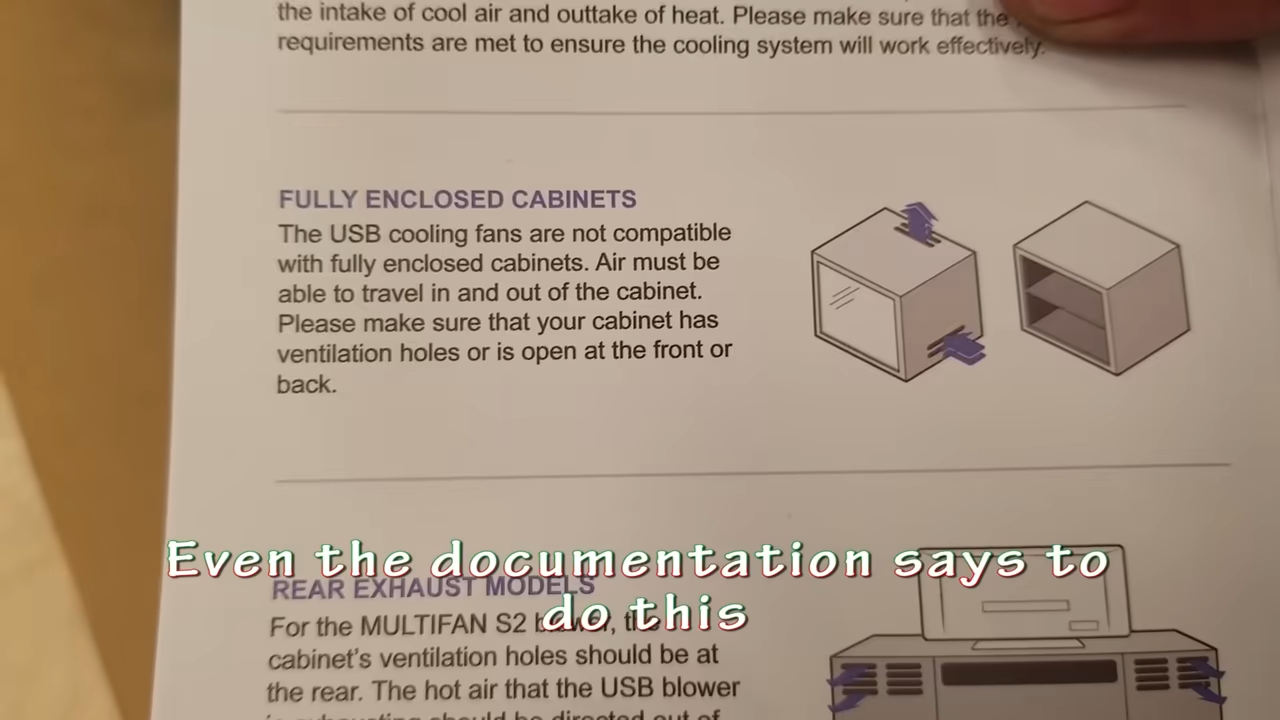 the intake of cool air and outtake of heat. Please make sure that the
requirements are met to ensure the cooling system will work effectively.
FULLY ENCLOSED CABINETS
The USB cooling fans are not compatible
with fully enclosed cabinets. Air must be
able to travel in and out of the cabinet.
Please make sure that your cabinet has
ventilation holes or is open at the front or
back.
Even the documentation says to
do this
REAR EXHAUST MODELS
For the MULTIFAN S2
cabinet's ventilation holes should be at
the rear. The hot air that the USB blower
should be directed out of